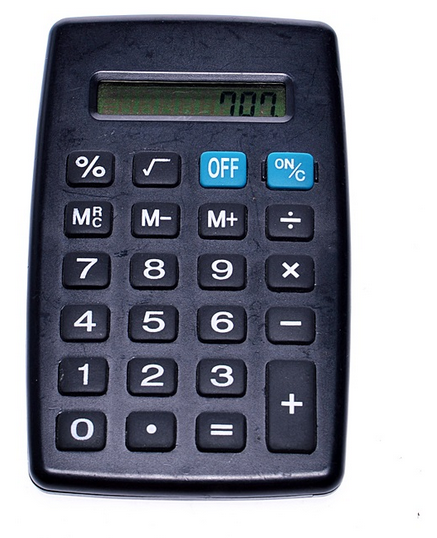 707
% √ OFF ON/C
MRC M− M+ ÷
7 8 9 ×
4 5 6 −
1 2 3
+
0 . =